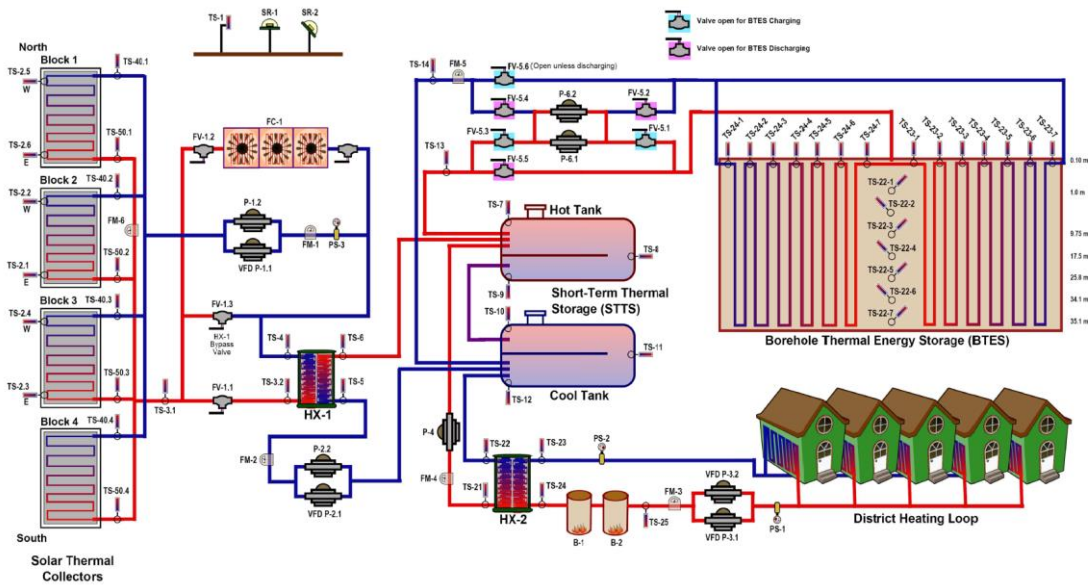 TS-1
SR-1
SR-2
Valve open for BTES Charging
Valve open for BTES Discharging
North
Block 1
TS-40.1
TS-2.5
W
TS-2.6
E
TS-50.1
Block 2
TS-40.2
TS-2.2
W
FM-6
TS-2.1
E
TS-50.2
Block 3
TS-40.3
TS-2.4
W
TS-2.3
E
TS-50.3
Block 4
TS-40.4
TS-50.4
South
Solar Thermal
Collectors
FV-1.2
FC-1
P-1.2
VFD P-1.1
FM-1
PS-3
FV-1.3
HX-1
Bypass
Valve
TS-4
TS-6
TS-3.1
FV-1.1
TS-3.2
TS-5
HX-1
FM-2
P-2.2
VFD P-2.1
TS-14
FM-5
FV-5.6 (Open unless discharging)
FV-5.4
P-6.2
FV-5.2
FV-5.3
P-6.1
FV-5.1
TS-13
FV-5.5
TS-7
Hot Tank
TS-8
TS-9
Short-Term Thermal
Storage (STTS)
TS-10
TS-11
TS-12
Cool Tank
TS-24-1
TS-24-2
TS-24-3
TS-24-4
TS-24-5
TS-24-6
TS-24-7
TS-23-1
TS-23-2
TS-23-3
TS-23-4
TS-23-5
TS-23-6
TS-23-7
TS-22-1
TS-22-2
TS-22-3
TS-22-4
TS-22-5
TS-22-6
TS-22-7
0.10 m
1.0 m
9.75 m
17.5 m
25.8 m
34.1 m
35.1 m
Borehole Thermal Energy Storage (BTES)
P-4
TS-22
TS-23
PS-2
FM-4
TS-21
TS-24
HX-2
B-1
B-2
TS-25
FM-3
VFD P-3.2
VFD P-3.1
PS-1
District Heating Loop